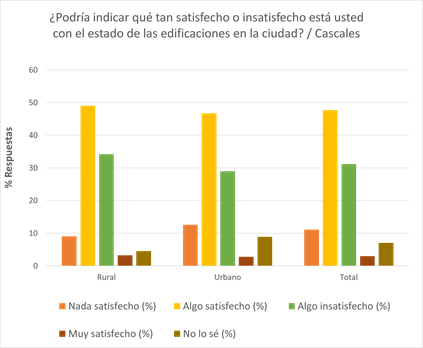 ¿Podría indicar qué tan satisfecho o insatisfecho está usted
con el estado de las edificaciones en la ciudad? / Cascales
60
50
40
30
20
10
0
% Respuestas
Rural
Urbano
Total
Nada satisfecho (%)
Algo satisfecho (%)
Algo insatisfecho (%)
Muy satisfecho (%)
No lo sé (%)